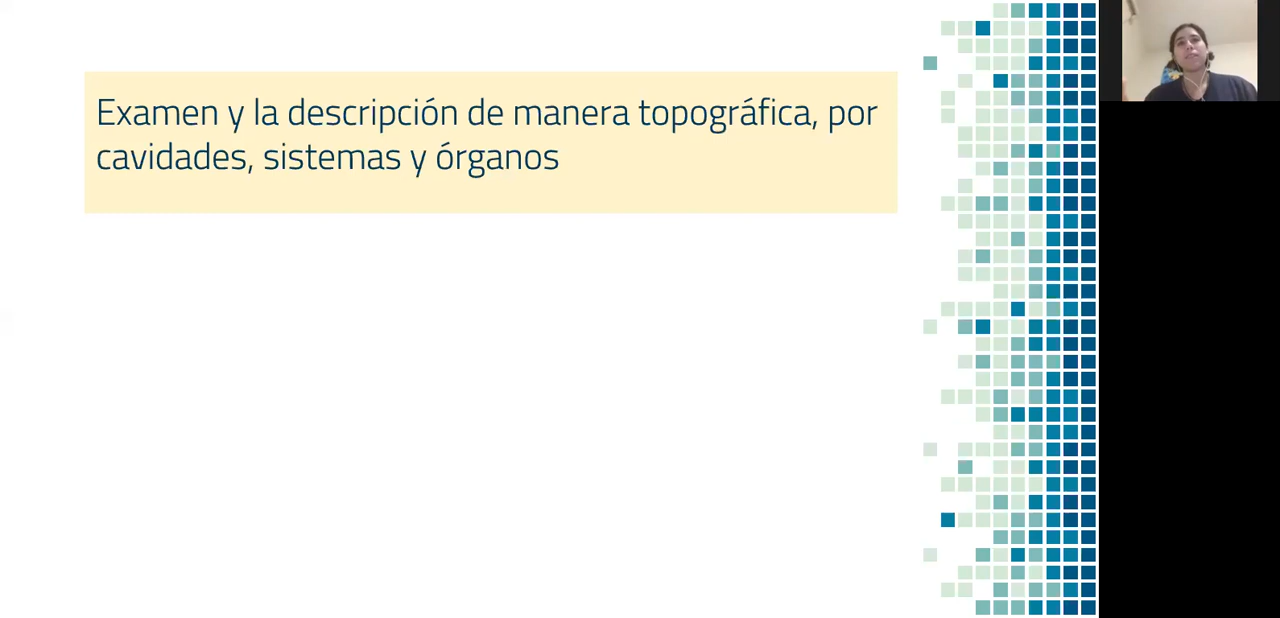 Examen y la descripción de manera topográfica, por
cavidades, sistemas y órganos